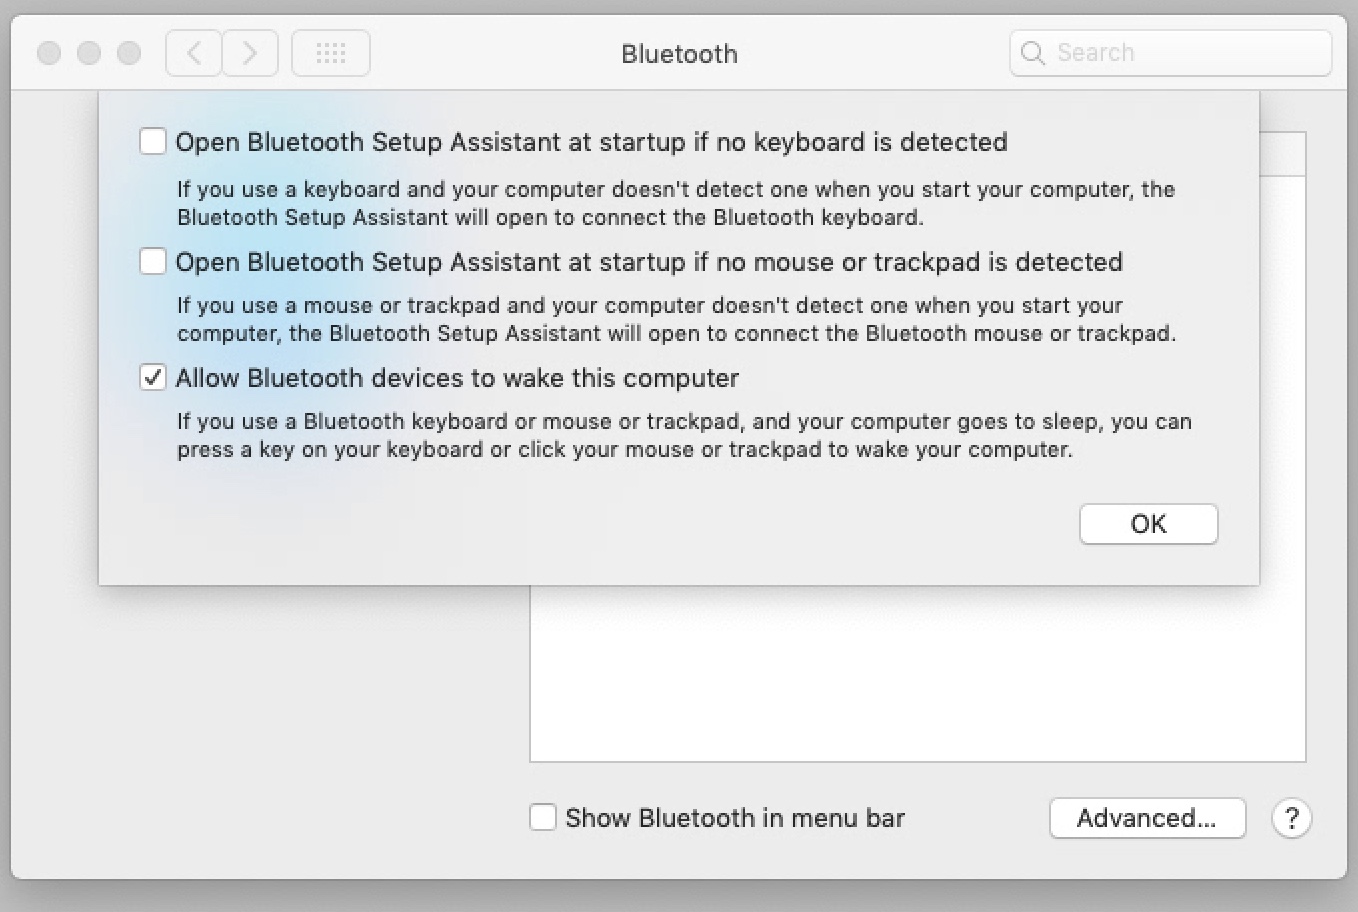 Bluetooth
Search
Open Bluetooth Setup Assistant at startup if no keyboard is detected
If you use a keyboard and your computer doesn't detect one when you start your computer, the
Bluetooth Setup Assistant will open to connect the Bluetooth keyboard.
Open Bluetooth Setup Assistant at startup if no mouse or trackpad is detected
If you use a mouse or trackpad and your computer doesn't detect one when you start your
computer, the Bluetooth Setup Assistant will open to connect the Bluetooth mouse or trackpad.
Allow Bluetooth devices to wake this computer
If you use a Bluetooth keyboard or mouse or trackpad, and your computer goes to sleep, you can
press a key on your keyboard or click your mouse or trackpad to wake your computer.
OK
Show Bluetooth in menu bar
Advanced...
?